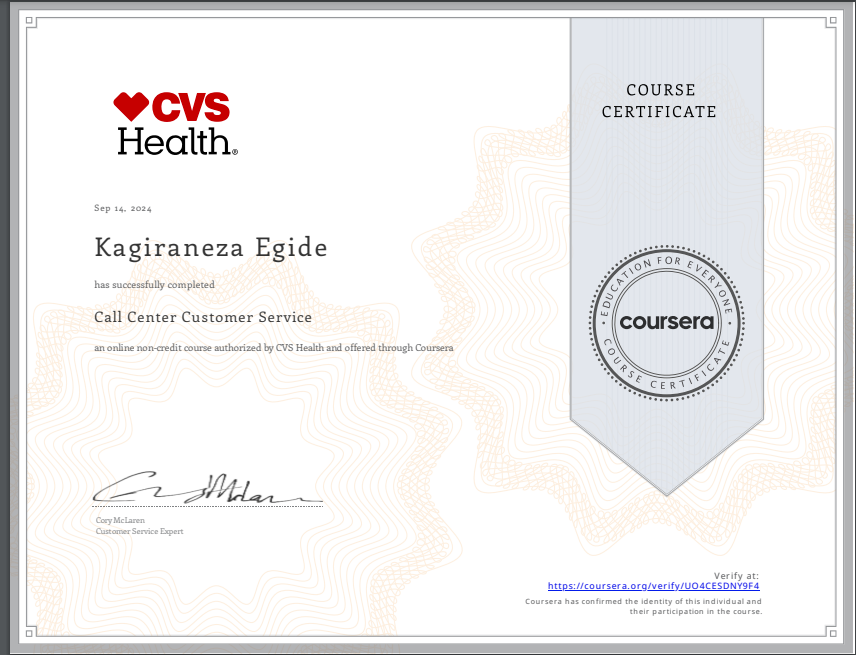 CVS
Health®
COURSE
CERTIFICATE
Sep 14, 2024
Kagiraneza Egide
has successfully completed
Call Center Customer Service
an online non-credit course authorized by CVS Health and offered through Coursera
EDUCATION FOR EVERYONE
coursera
COURSE CERTIFICATE
Cory McLaren
Customer Service Expert
Verify at:
https://coursera.org/verify/UO4CESDNY9F4
Coursera has confirmed the identity of this individual and
their participation in the course.